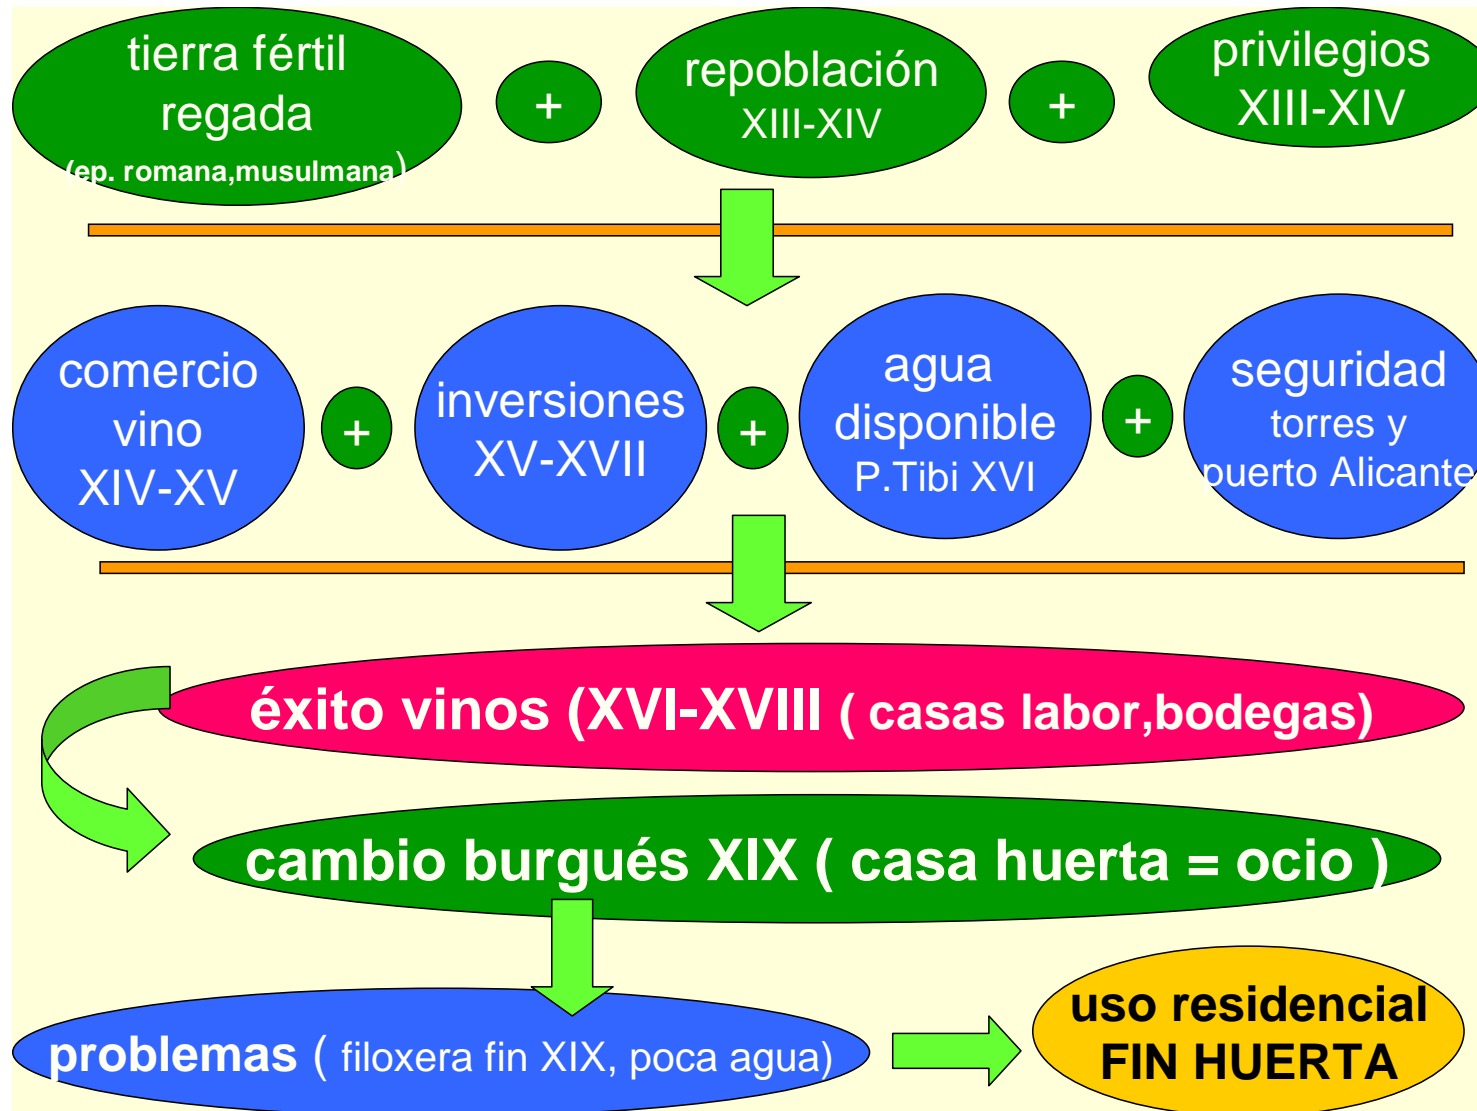 tierra fértil
regada
(ep. romana,musulmana)
+
repoblación
XIII-XIV
+
privilegios
XIII-XIV
comercio
vino
XIV-XV
+
inversiones
XV-XVII
+
agua
disponible
P.Tibi XVI
+
seguridad
torres y
puerto Alicante
éxito vinos (XVI-XVIII ( casas labor,bodegas)
cambio burgués XIX ( casa huerta = ocio )
problemas ( filoxera fin XIX, poca agua)
uso residencial
FIN HUERTA